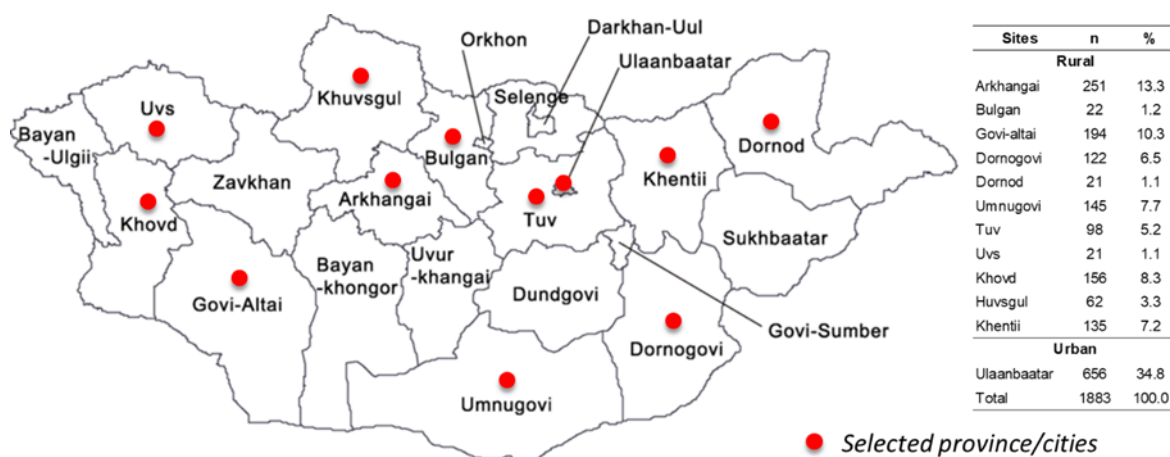 Orkhon
Darkhan-Uul
Ulaanbaatar
Khuvsgul
Selenge
Uvs
Bayan
-Ulgii
Bulgan
Dornod
Zavkhan
Arkhangai
Khentii
Khovd
Tuv
Sukhbaatar
Uvur
-khangai
Bayan
-khongor
Govi-Altai
Dundgovi
Govi-Sumber
Dornogovi
Umnugovi
Selected province/cities
Sites n %
Rural
Arkhangai 251 13.3
Bulgan 22 1.2
Govi-altai 194 10.3
Dornogovi 122 6.5
Dornod 21 1.1
Umnugovi 145 7.7
Tuv 98 5.2
Uvs 21 1.1
Khovd 156 8.3
Huvsgul 62 3.3
Khentii 135 7.2
Urban
Ulaanbaatar 656 34.8
Total 1883 100.0